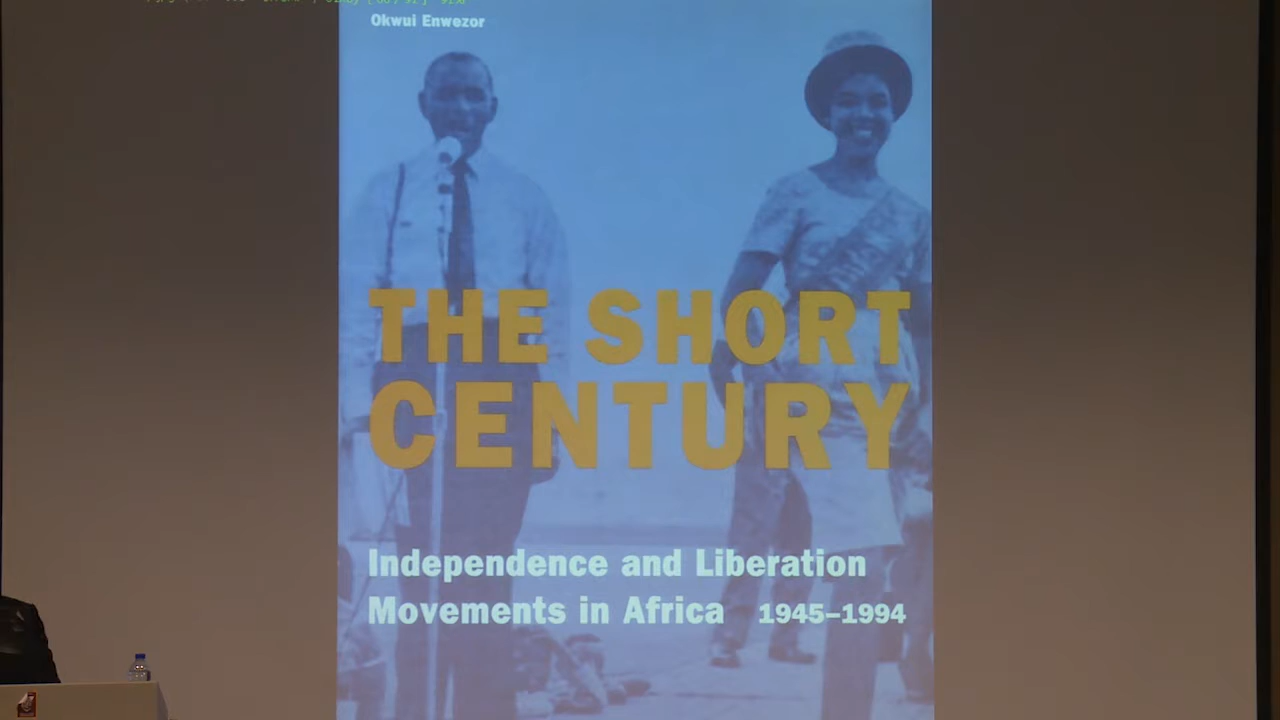 Okwui Enwezor
THE SHORT
CENTURY
Independence and Liberation
Movements in Africa 1945–1994